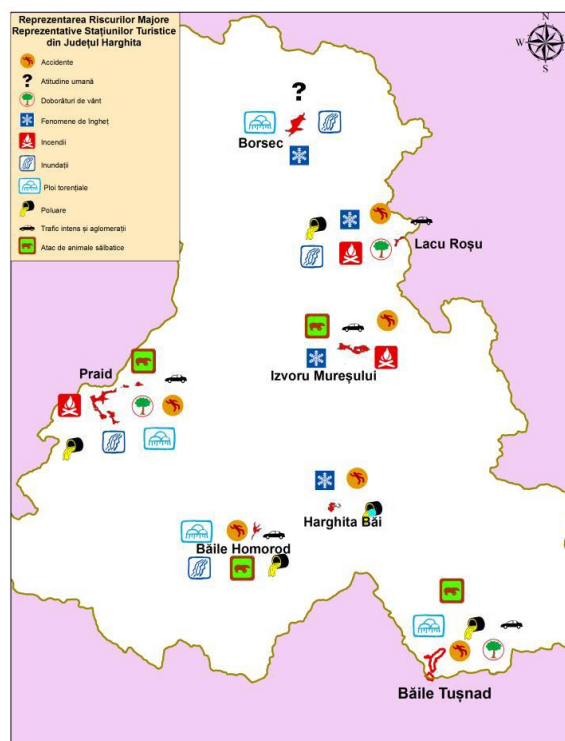 Reprezentarea Riscurilor Majore
Reprezentative Stațiunilor Turistice
din Județul Harghita
Accidente
Atitudine umană
Doborâturi de vânt
Fenomene de îngheț
Incendii
Inundații
Ploi torențiale
Poluare
Trafic intens și aglomerații
Atac de animale sălbatice
N
W
E
S
?
Borsec
Lacu Roșu
Izvoru Mureșului
Praid
Harghita Băi
Băile Homorod
Băile Tușnad